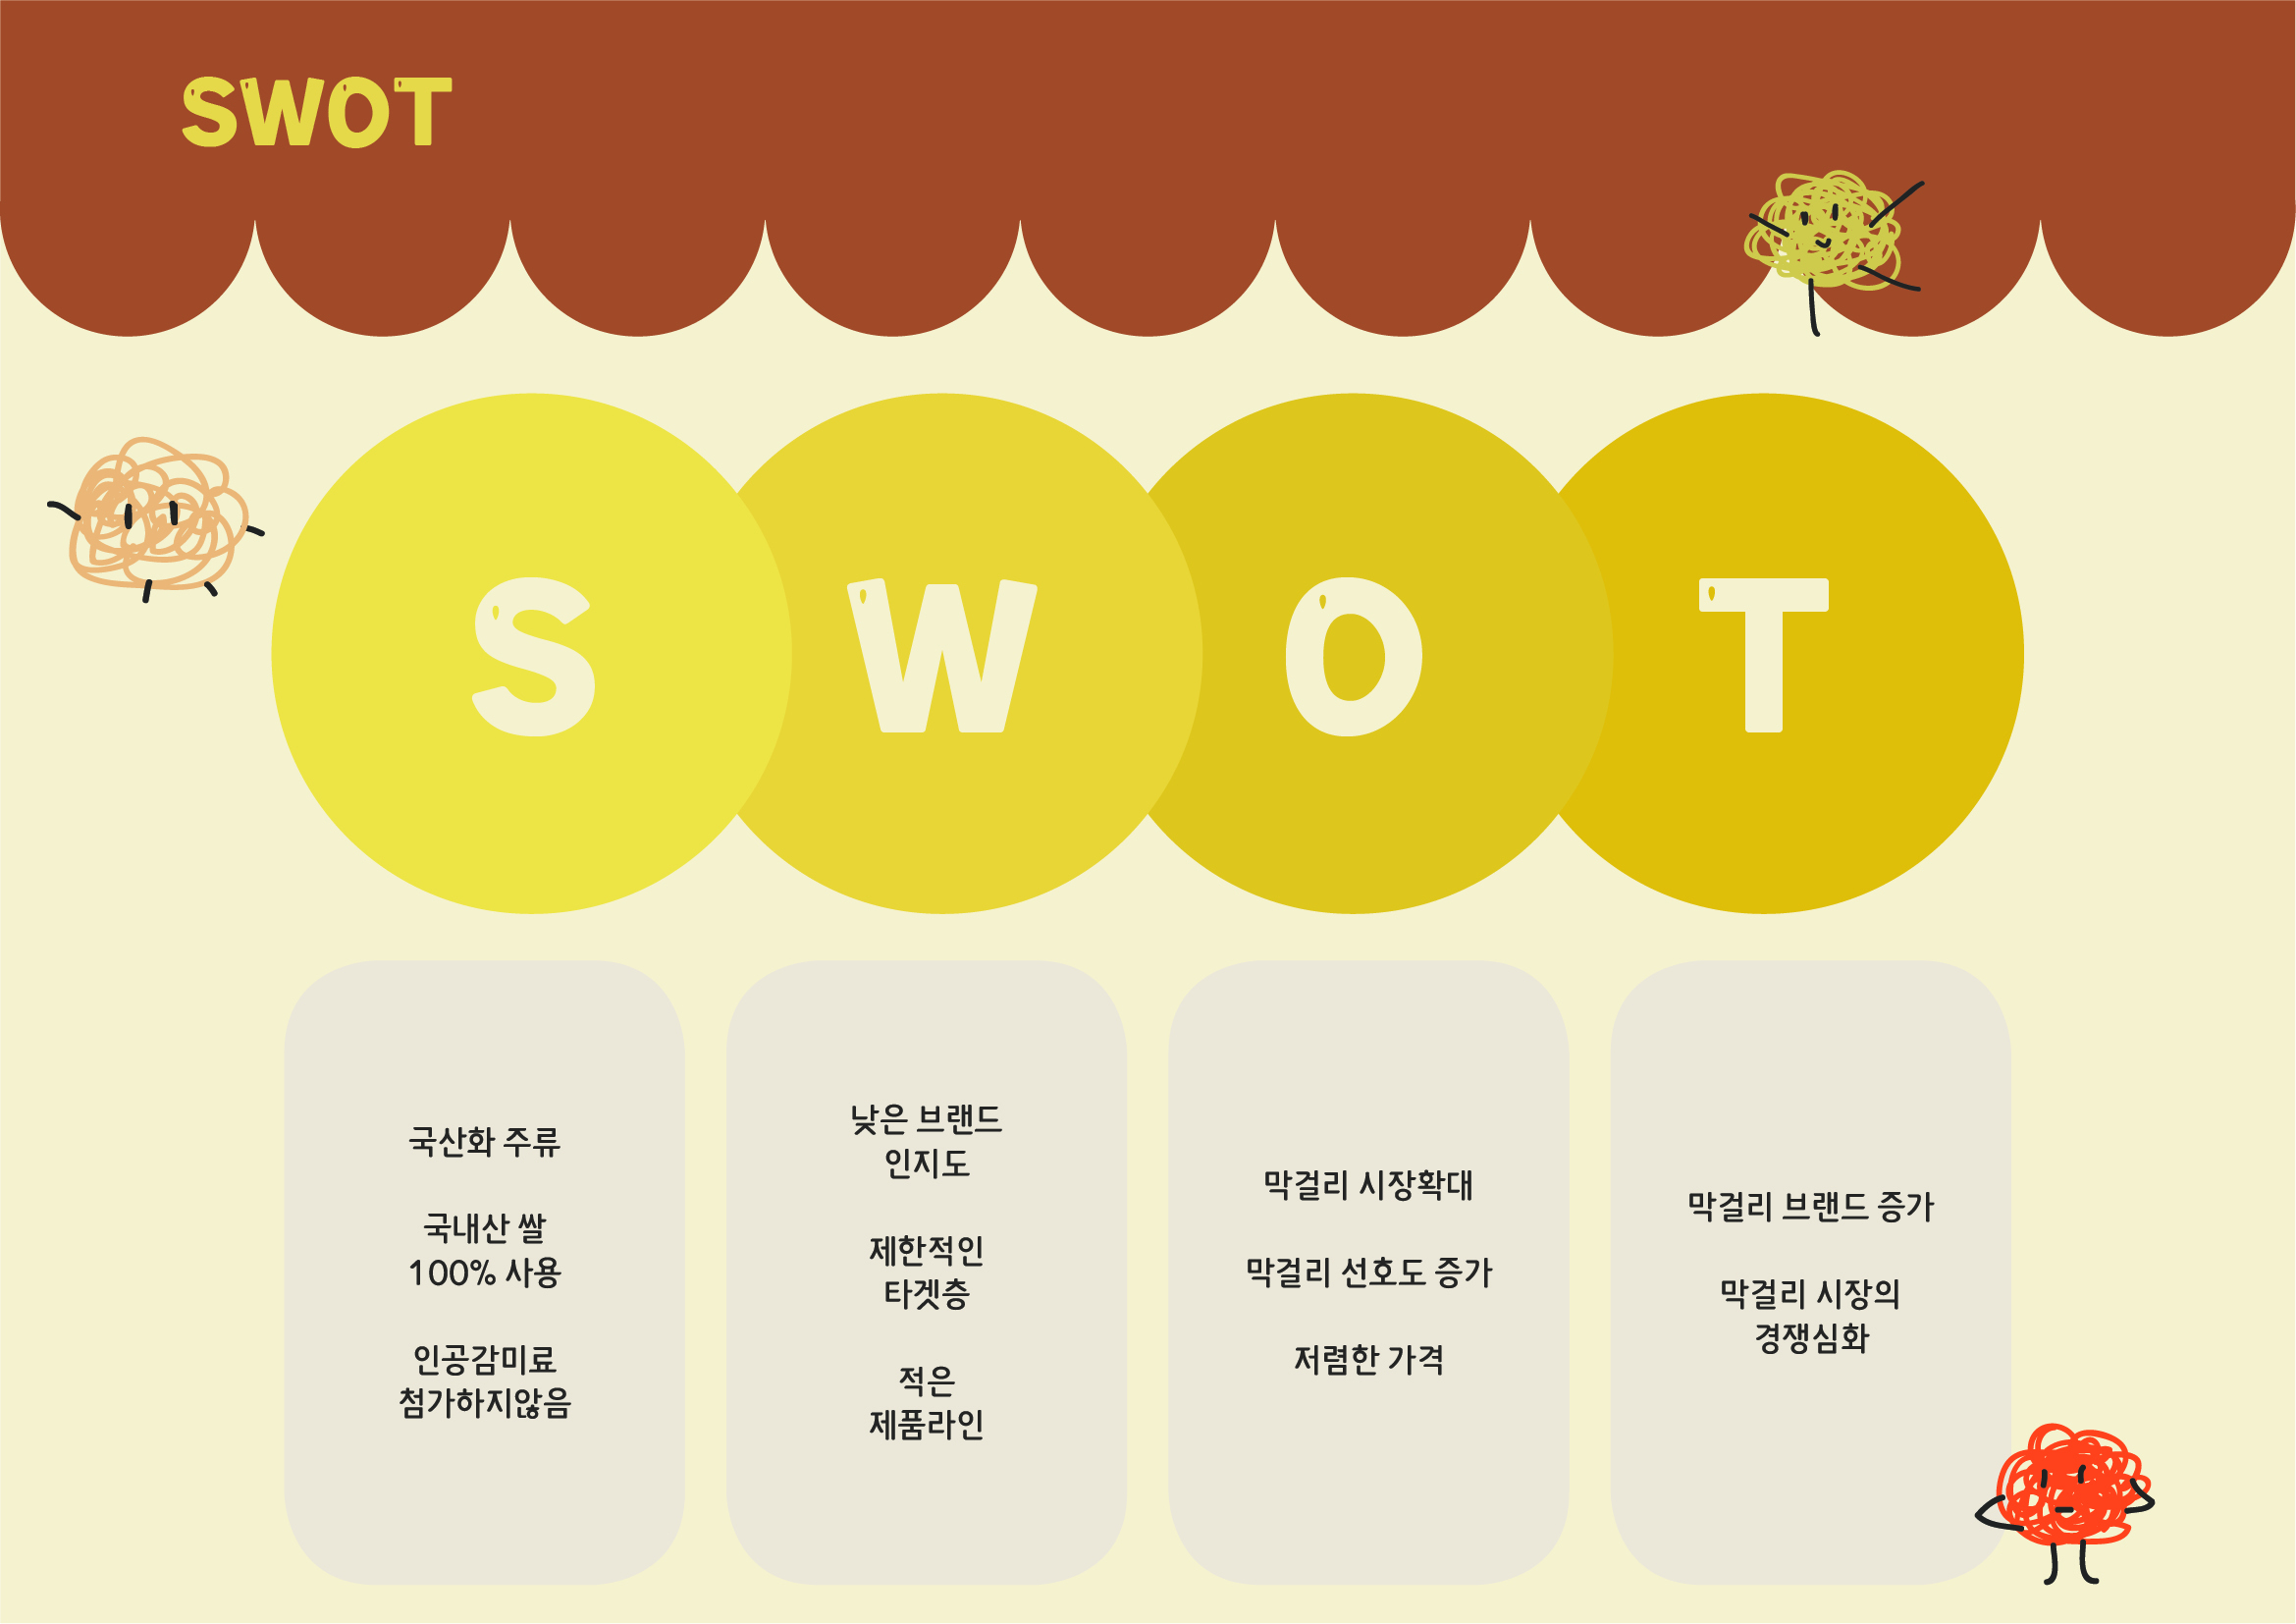 SWOT
S
W
O
T
국산화 주류
국내산 쌀
100% 사용
인공감미료
첨가하지않음
낮은 브랜드
인지도
제한적인
타겟층
적은
제품라인
막걸리 시장확대
막걸리 선호도 증가
저렴한 가격
막걸리 브랜드 증가
막걸리 시장의
경쟁심화